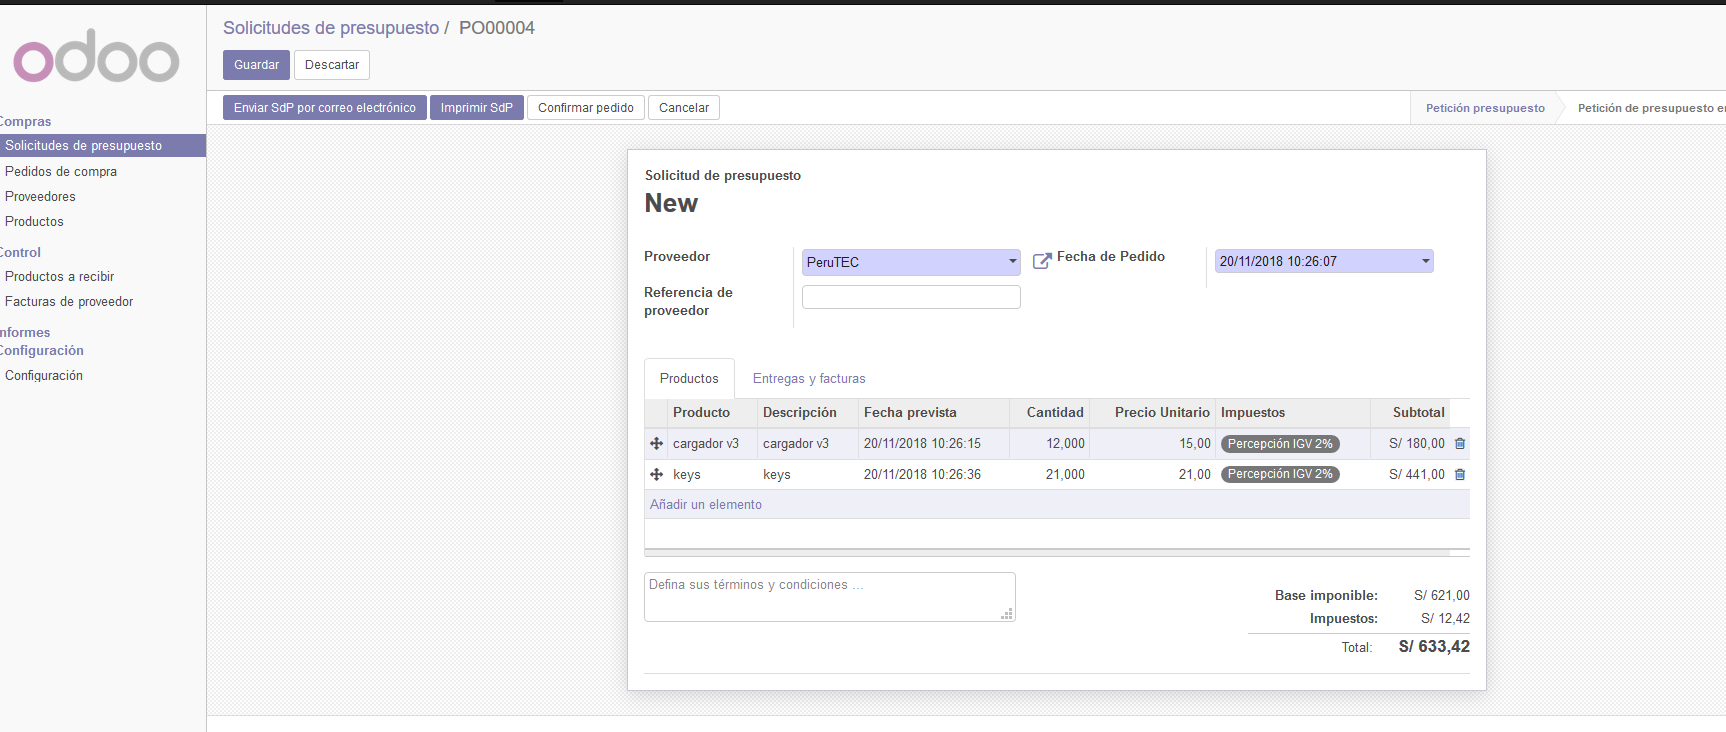 Solicitudes de presupuesto / PO00004
odoo
Guardar Descartar
Enviar SdP por correo electrónico Imprimir SdP Confirmar pedido Cancelar Petición presupuesto Petición de presupuesto en
Compras
Solicitudes de presupuesto
Pedidos de compra
Proveedores
Productos
Control
Productos a recibir
Facturas de proveedor
Informes
Configuración
Configuración
Solicitud de presupuesto
New
Proveedor PeruTEC Fecha de Pedido 20/11/2018 10:26:07
Referencia de
proveedor
Productos Entregas y facturas
Producto Descripción Fecha prevista Cantidad Precio Unitario Impuestos Subtotal
cargador v3 cargador v3 20/11/2018 10:26:15 12,000 15,00 Percepción IGV 2% S/ 180,00
keys keys 20/11/2018 10:26:36 21,000 21,00 Percepción IGV 2% S/ 441,00
Añadir un elemento
Defina sus términos y condiciones ...
Base imponible: S/ 621,00
Impuestos: S/ 12,42
Total: S/ 633,42